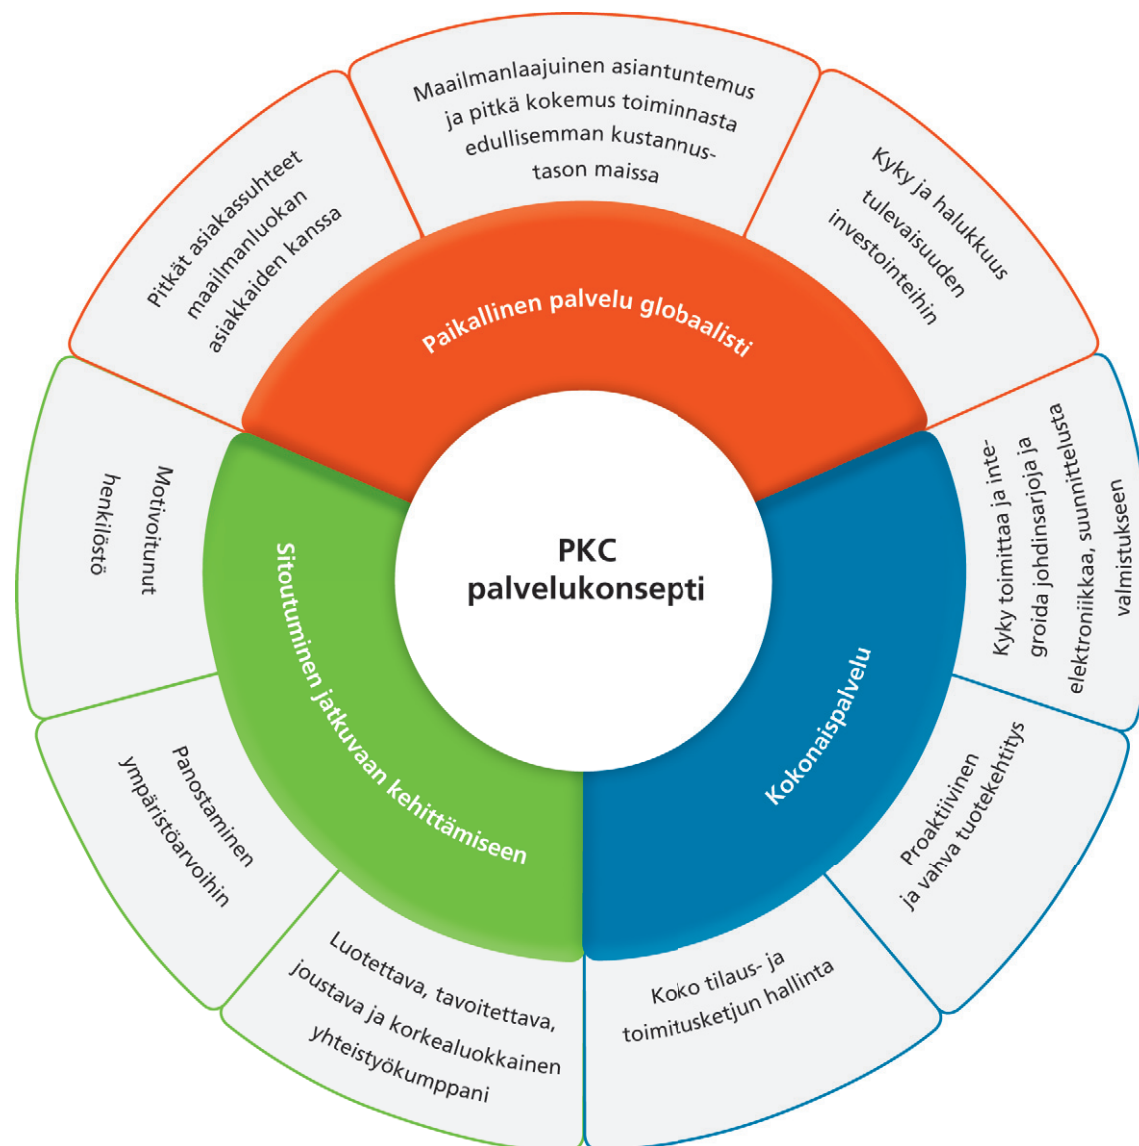 Maailmanlaajuinen asiantuntemus
ja pitkä kokemus toiminnasta
edullisemman kustannus-
tason maissa
Kyky ja halukkuus
tulevaisuuden
investointeihin
Pitkät asiakassuhteet
maailmanluokan
asiakkaiden kanssa
Paikallinen palvelu globaalisti
Kyky toimittaa ja inte-
groida johdinsarjoja ja
elektroniikkaa, suunnittelusta
valmistukseen
Motivoitunut
henkilöstö
PKC
palvelukonsepti
Sitoutuminen jatkuvaan kehittämiseen
Kokonaispalvelu
Proaktiivinen
ja vahva tuotekehtitys
Panostaminen
ympäristöarvoihin
Luotettava, tavoitettava,
joustava ja korkealuokkainen
yhteistyökumppani
Koko tilaus- ja
toimitusketjun hallinta